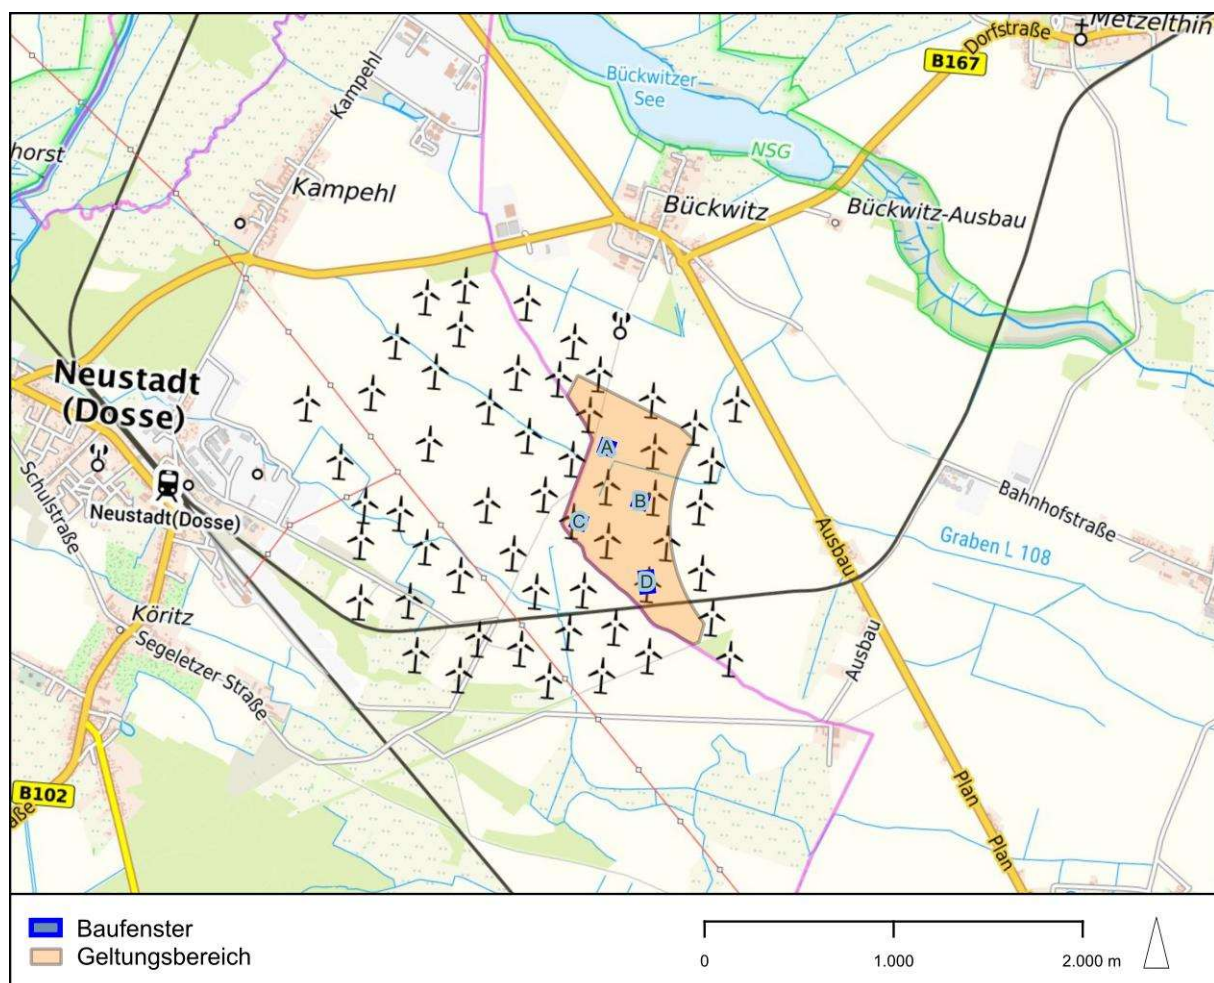 Metzelthin
Dorfstraße
B167
Bückwitzer
See
Kampehl
NSG
horst
Kampehl
Bückwitz
Bückwitz-Ausbau
Neustadt
(Dosse)
A
Schulstraße
B
Bahnhofstraße
Neustadt(Dosse)
C
Ausbau
Graben L 108
D
Köritz
Segeletzer Straße
Ausbau
B102
aße
Plan
Plan
Baufenster
Geltungsbereich
0 1.000 2.000 m